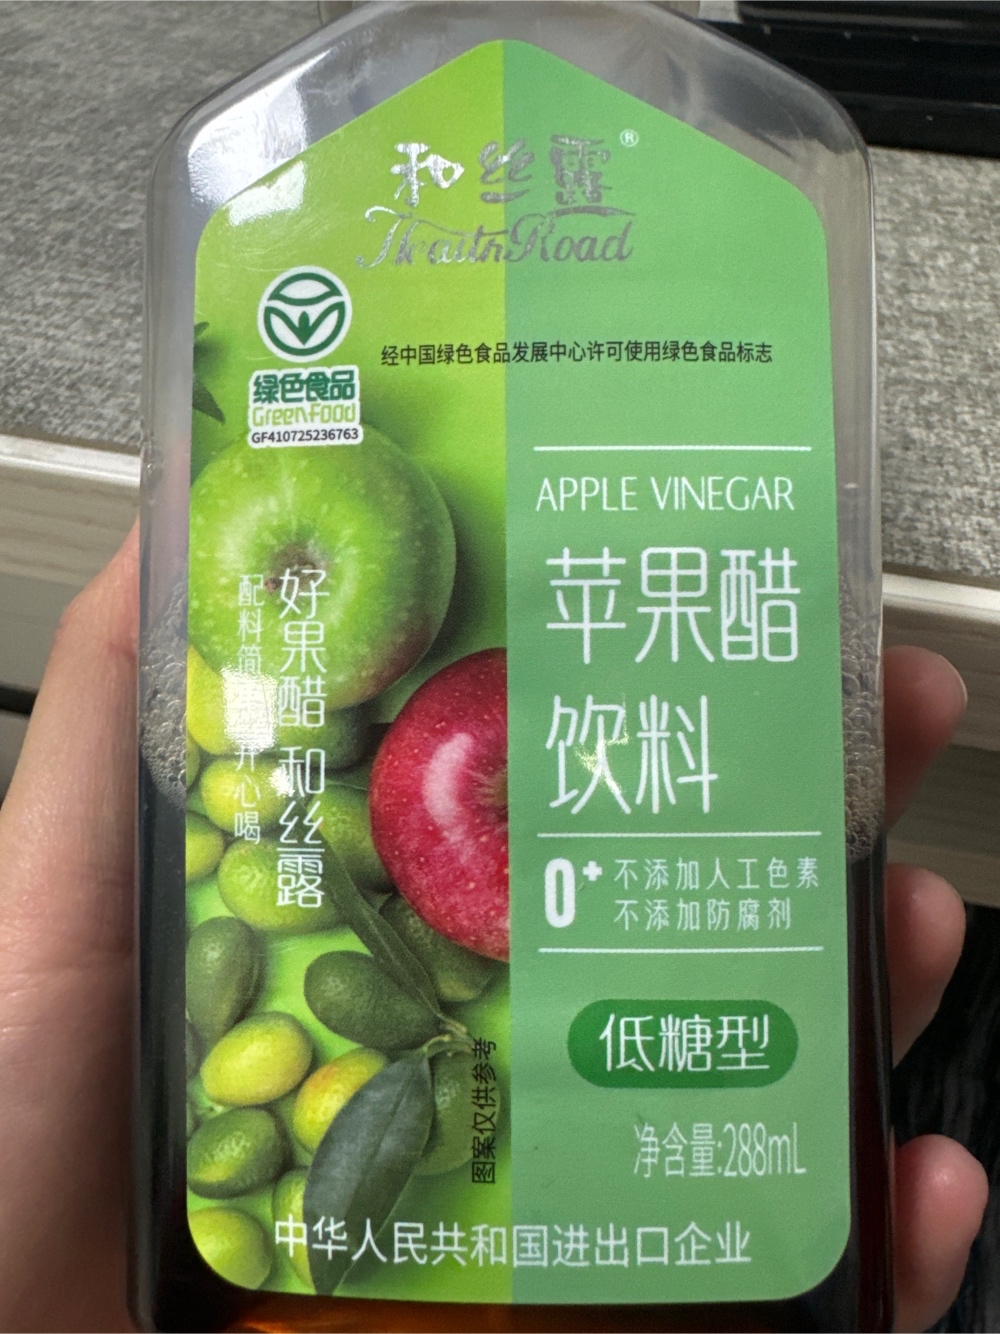 和丝露®
经中国绿色食品发展中心许可使用绿色食品标志
绿色食品
GreenFood
GF410725236763
APPLE VINEGAR
苹果醋
饮料
好果醋 和丝露
配料简单 开心喝
0+ 不添加人工色素
不添加防腐剂
低糖型
图案仅供参考
净含量:288mL
中华人民共和国进出口企业